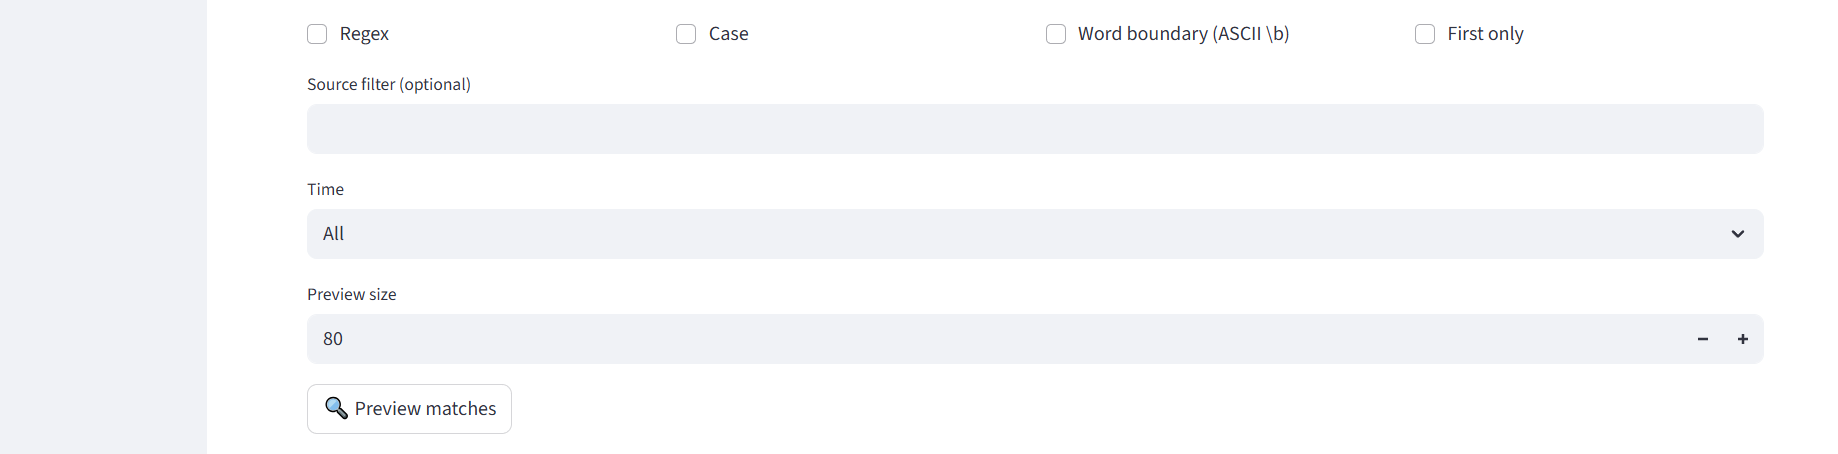 Regex Case Word boundary (ASCII \b) First only
Source filter (optional)
Time
All
Preview size
80
Preview matches